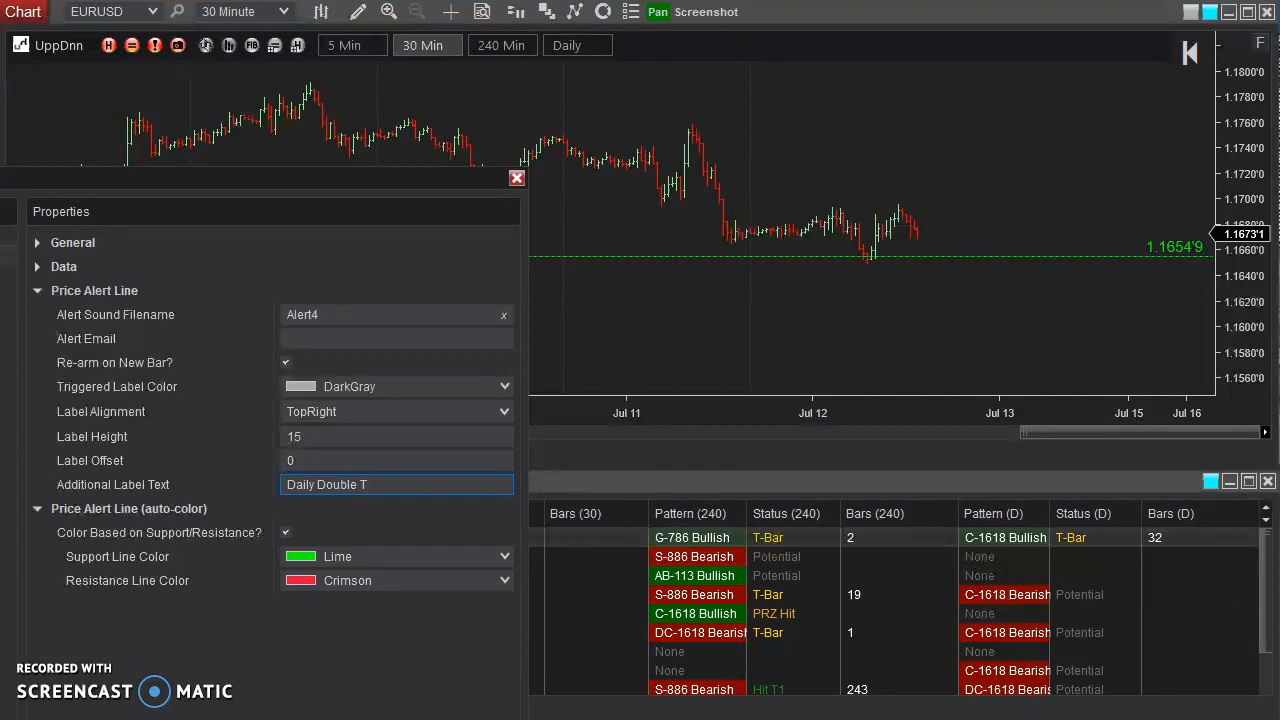 Chart EURUSD 30 Minute Pan Screenshot
UppDnn H FIB 5 Min 30 Min 240 Min Daily F
1.1800'0
1.1780'0
1.1760'0
1.1740'0
1.1720'0
1.1700'0
1.1673'1
1.1654'9
1.1660'0
1.1640'0
1.1620'0
1.1600'0
1.1580'0
1.1560'0
Jul 11 Jul 12 Jul 13 Jul 15 Jul 16
Properties
General
Data
Price Alert Line
Alert Sound Filename Alert4 x
Alert Email
Re-arm on New Bar?
Triggered Label Color DarkGray
Label Alignment TopRight
Label Height 15
Label Offset 0
Additional Label Text Daily Double T
Price Alert Line (auto-color)
Color Based on Support/Resistance?
Support Line Color Lime
Resistance Line Color Crimson
Bars (30) Pattern (240) Status (240) Bars (240) Pattern (D) Status (D) Bars (D)
G-786 Bullish T-Bar 2 C-1618 Bullish T-Bar 32
S-886 Bearish Potential None
AB-113 Bullish Potential None
S-886 Bearish T-Bar 19 C-1618 Bearish Potential
C-1618 Bullish PRZ Hit None
DC-1618 Bearish T-Bar 1 C-1618 Bearish Potential
None None
None C-1618 Bearish Potential
S-886 Bearish Hit T1 243 DC-1618 Bearis Potential
RECORDED WITH
SCREENCAST MATIC